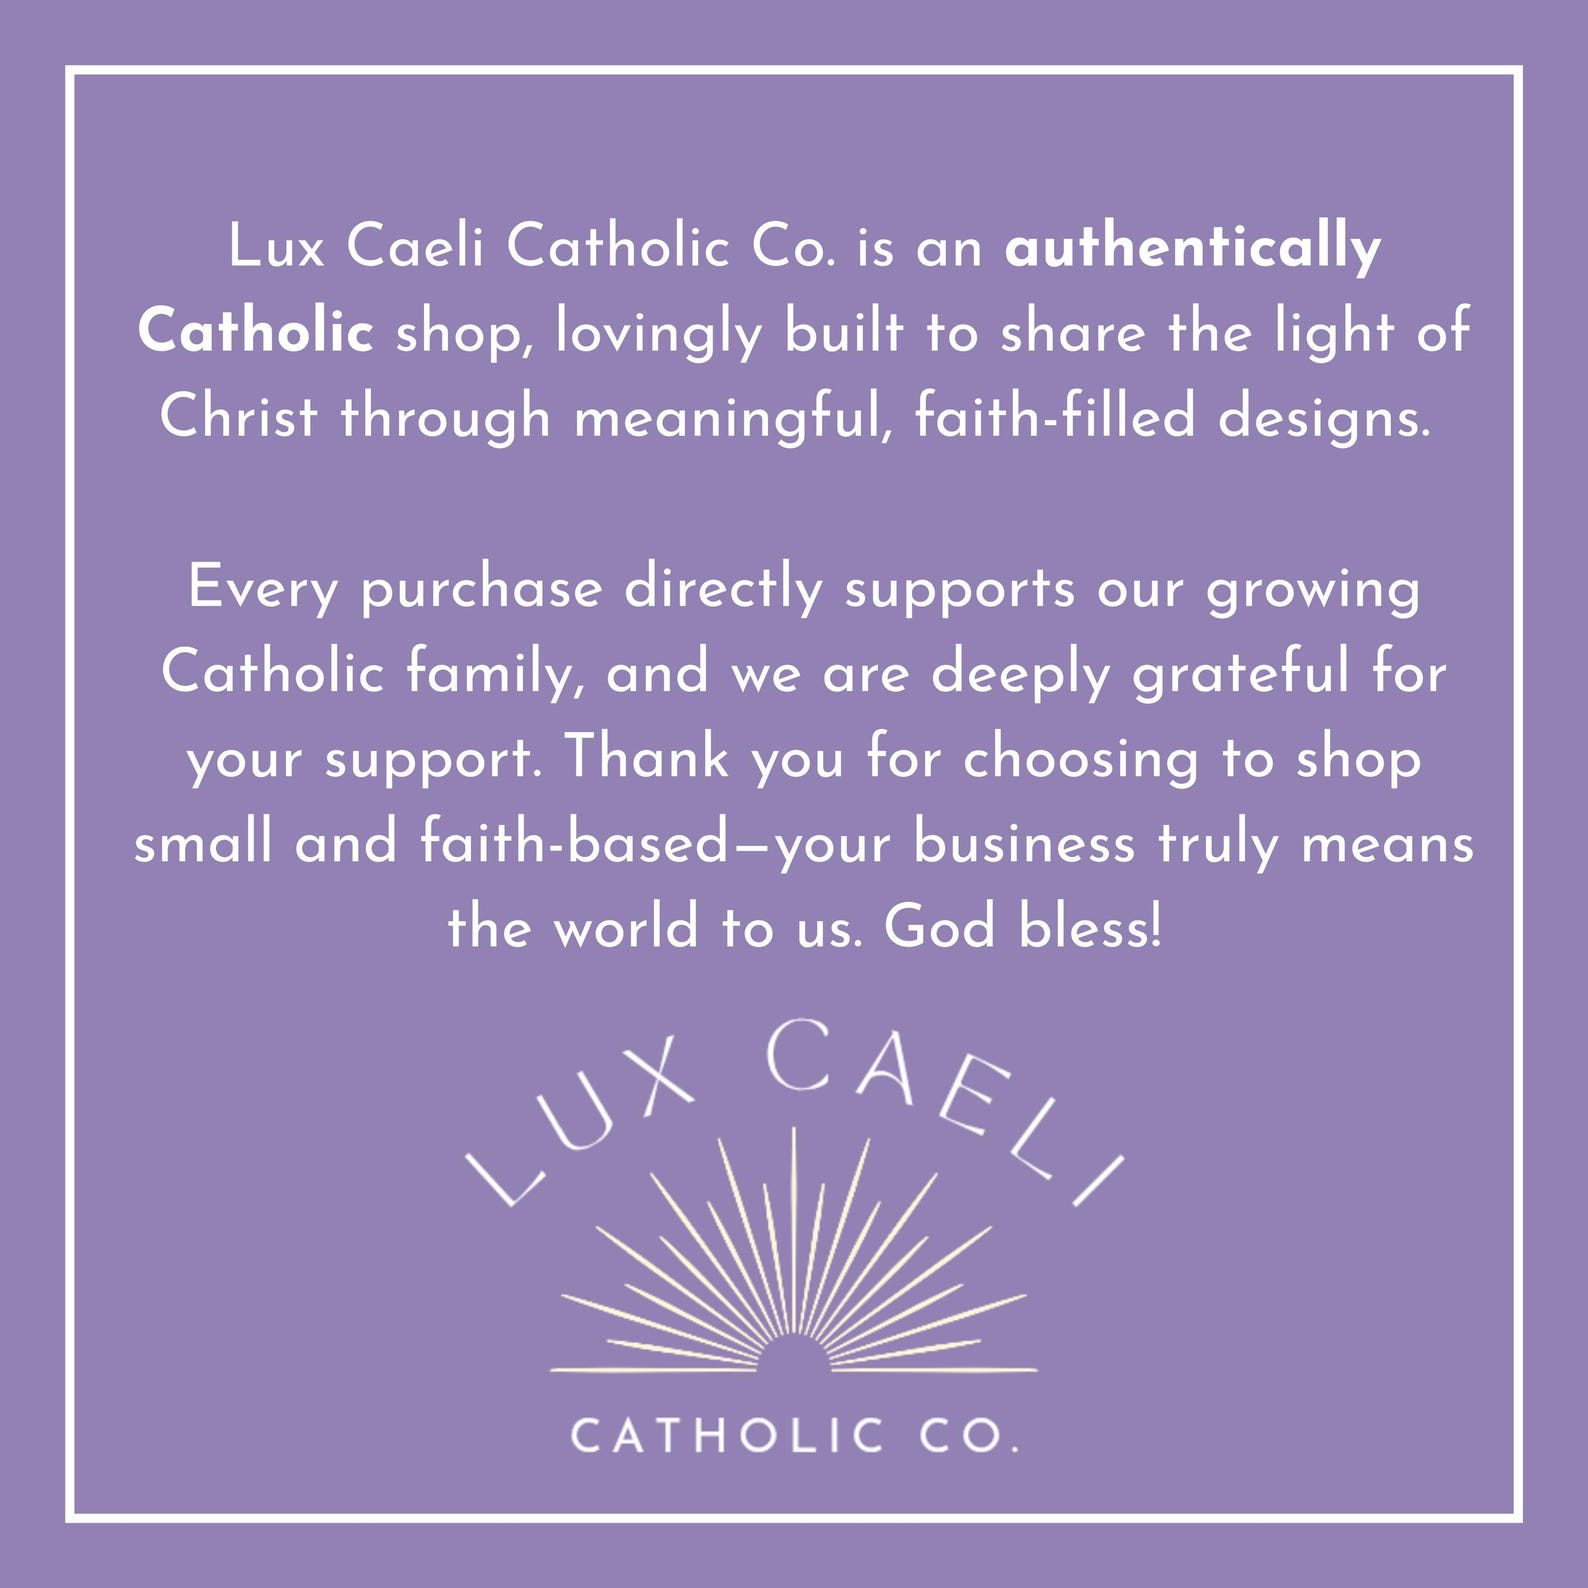 Lux Caeli Catholic Co. is an authentically
Catholic shop, lovingly built to share the light of
Christ through meaningful, faith-filled designs.
Every purchase directly supports our growing
Catholic family, and we are deeply grateful for
your support. Thank you for choosing to shop
small and faith-based—your business truly means
the world to us. God bless!
LUX CAELI
CATHOLIC CO.